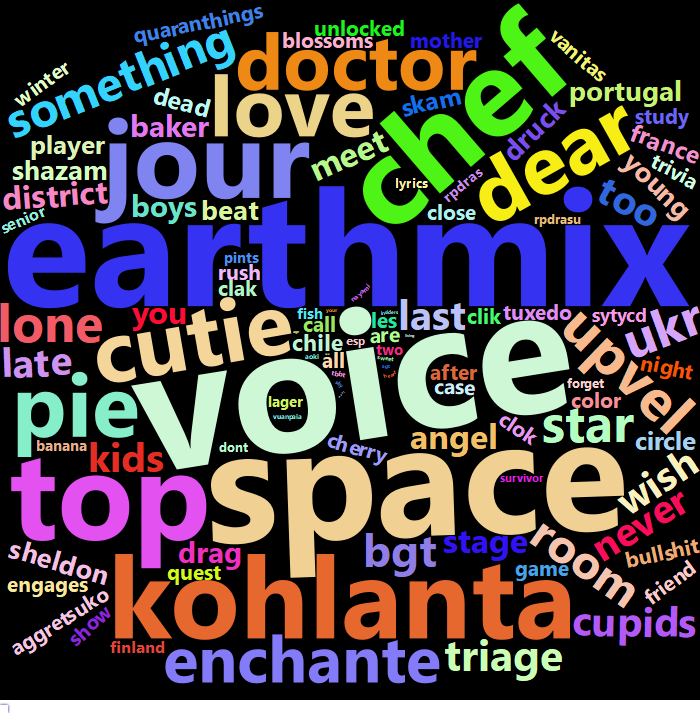 quaranthings
unlocked
blossoms
mother
vanitas
winter
something
doctor
chef
portugal
dead
love
skam
druck
study
player
baker
meet
dear
france
shazam
jour
lyrics
rpdras
young
trivia
district
boys
beat
close
too
senior
rpdrasu
earthmix
pints
rush
clak
you
fish
call
les
last
clik
tuxedo
sytycd
ukr
lone
cutie
chile
esp
are
late
all
two
after
upvel
night
voice
case
forget
color
pie
lager
vuanpaia
angel
clok
star
circle
banana
kids
dont
cherry
top
space
survivor
wish
never
room
sheldon
drag
bgt
stage
bullshit
engages
quest
game
friend
aggretsuko
show
kohlanta
cupids
finland
enchante
triage